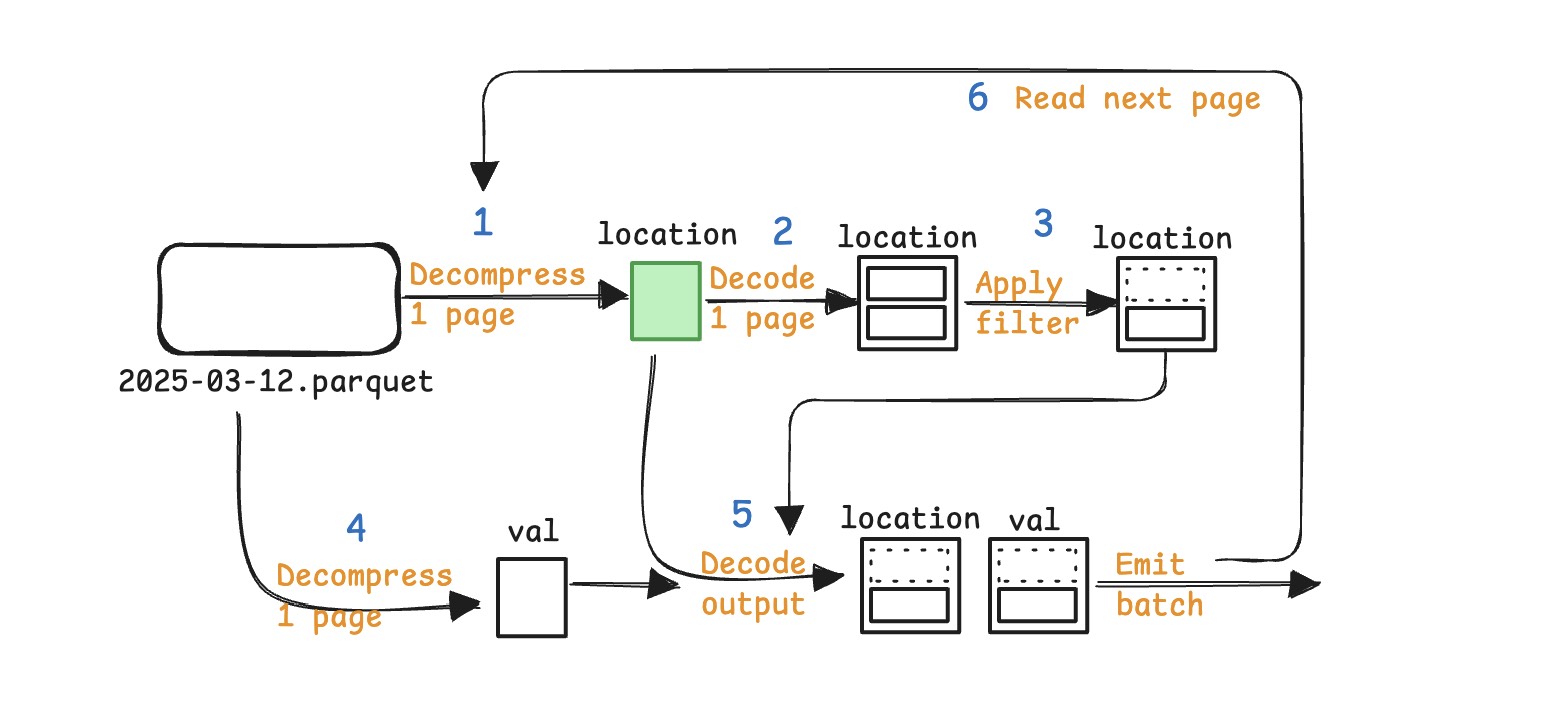 6 Read next page
1
location
2
location
3
location
Decompress
1 page
Decode
1 page
Apply
filter
2025-03-12.parquet
4
val
5
location
val
Decompress
1 page
Decode
output
Emit
batch